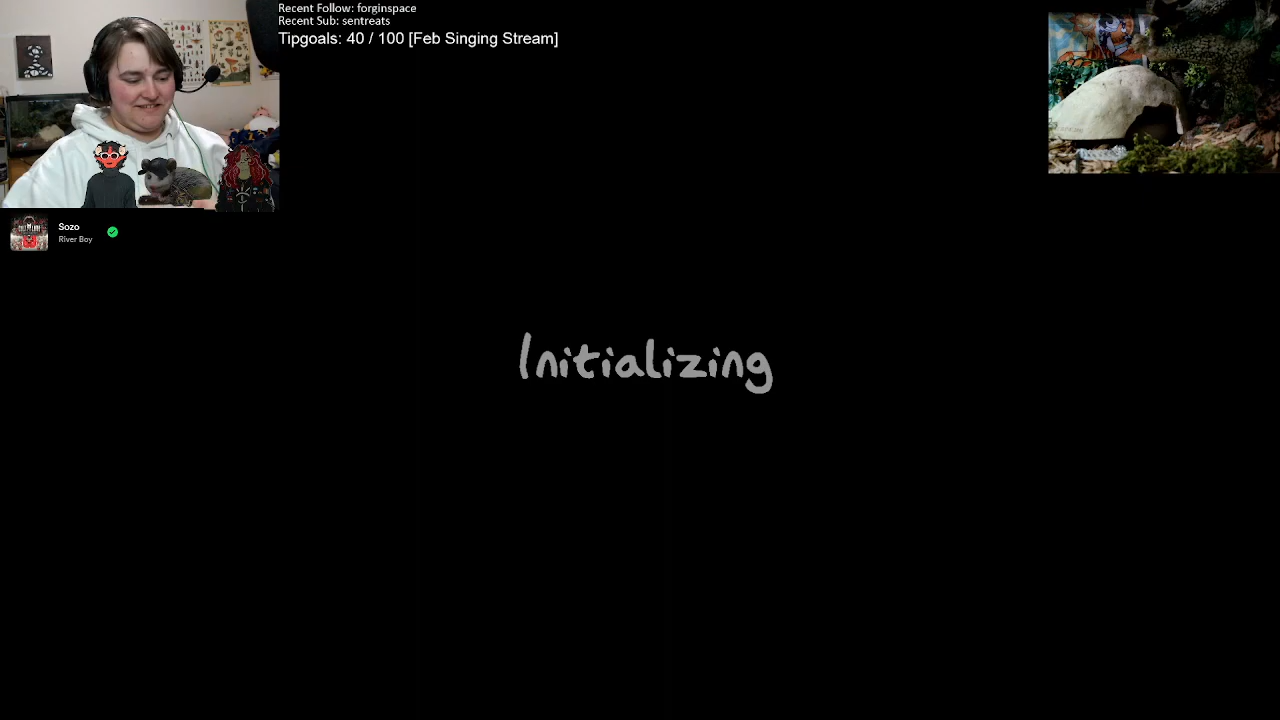 Recent Follow: forginspace
Recent Sub: sentreats
Tipgoals: 40 / 100 [Feb Singing Stream]
Sozo
River Boy
Initializing